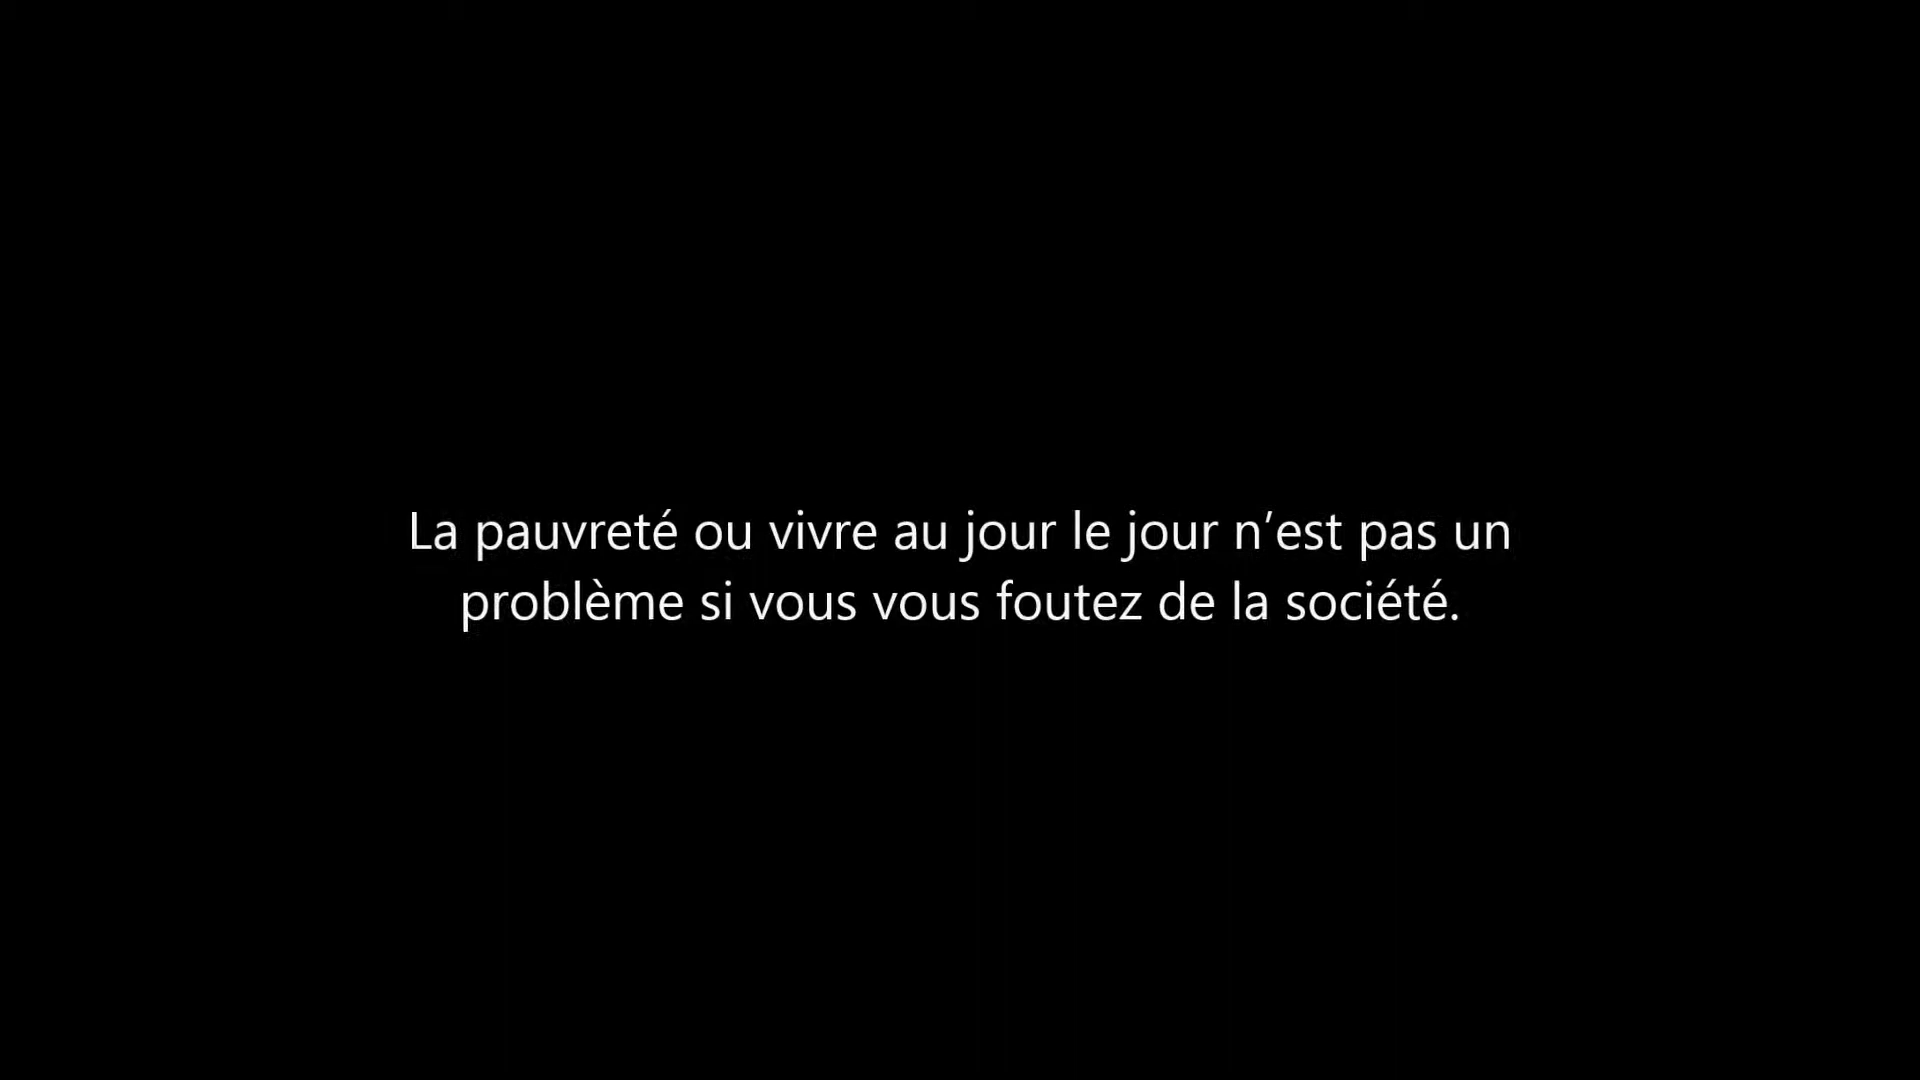 La pauvreté ou vivre au jour le jour n’est pas un
problème si vous vous foutez de la société.